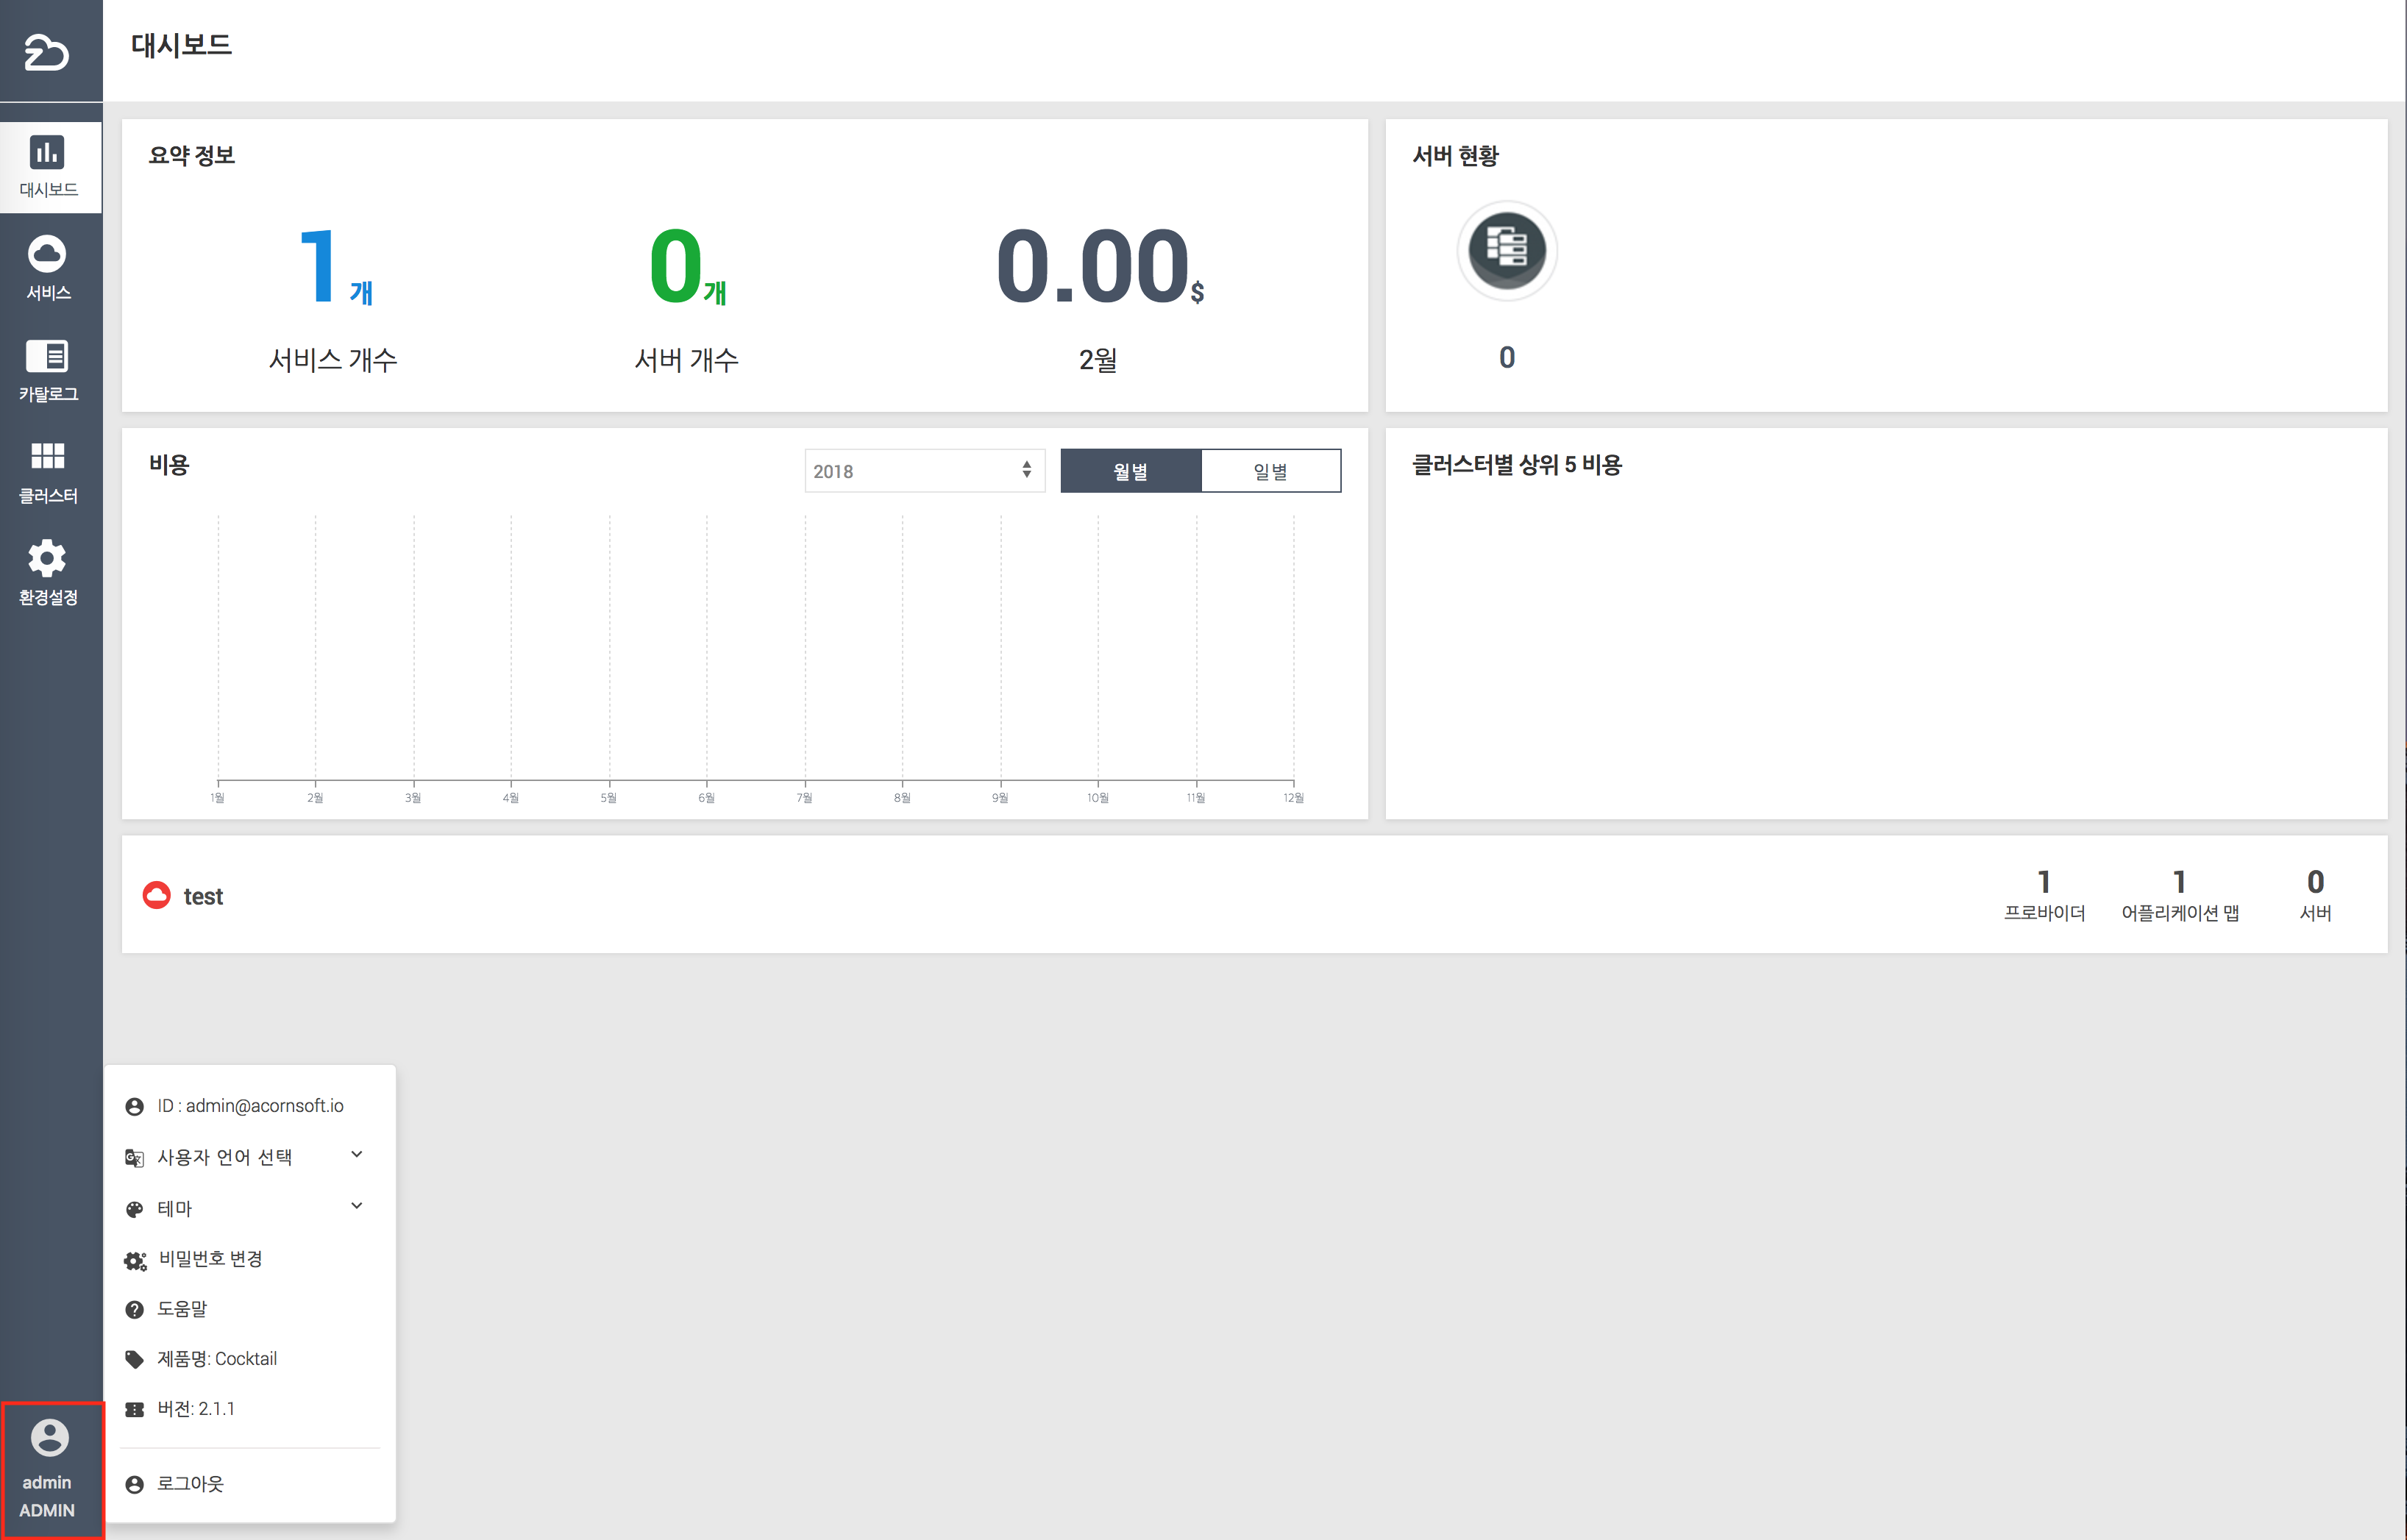 대시보드
대시보드
서비스
카탈로그
클러스터
환경설정
요약 정보
1 개
서비스 개수
0개
서버 개수
0.00$
2월
서버 현황
0
비용
2018
월별
일별
1월 2월 3월 4월 5월 6월 7월 8월 9월 10월 11월 12월
클러스터별 상위 5 비용
test
1
프로바이더
1
어플리케이션 맵
0
서버
ID : admin@acornsoft.io
사용자 언어 선택
테마
비밀번호 변경
도움말
제품명: Cocktail
버전: 2.1.1
로그아웃
admin
ADMIN